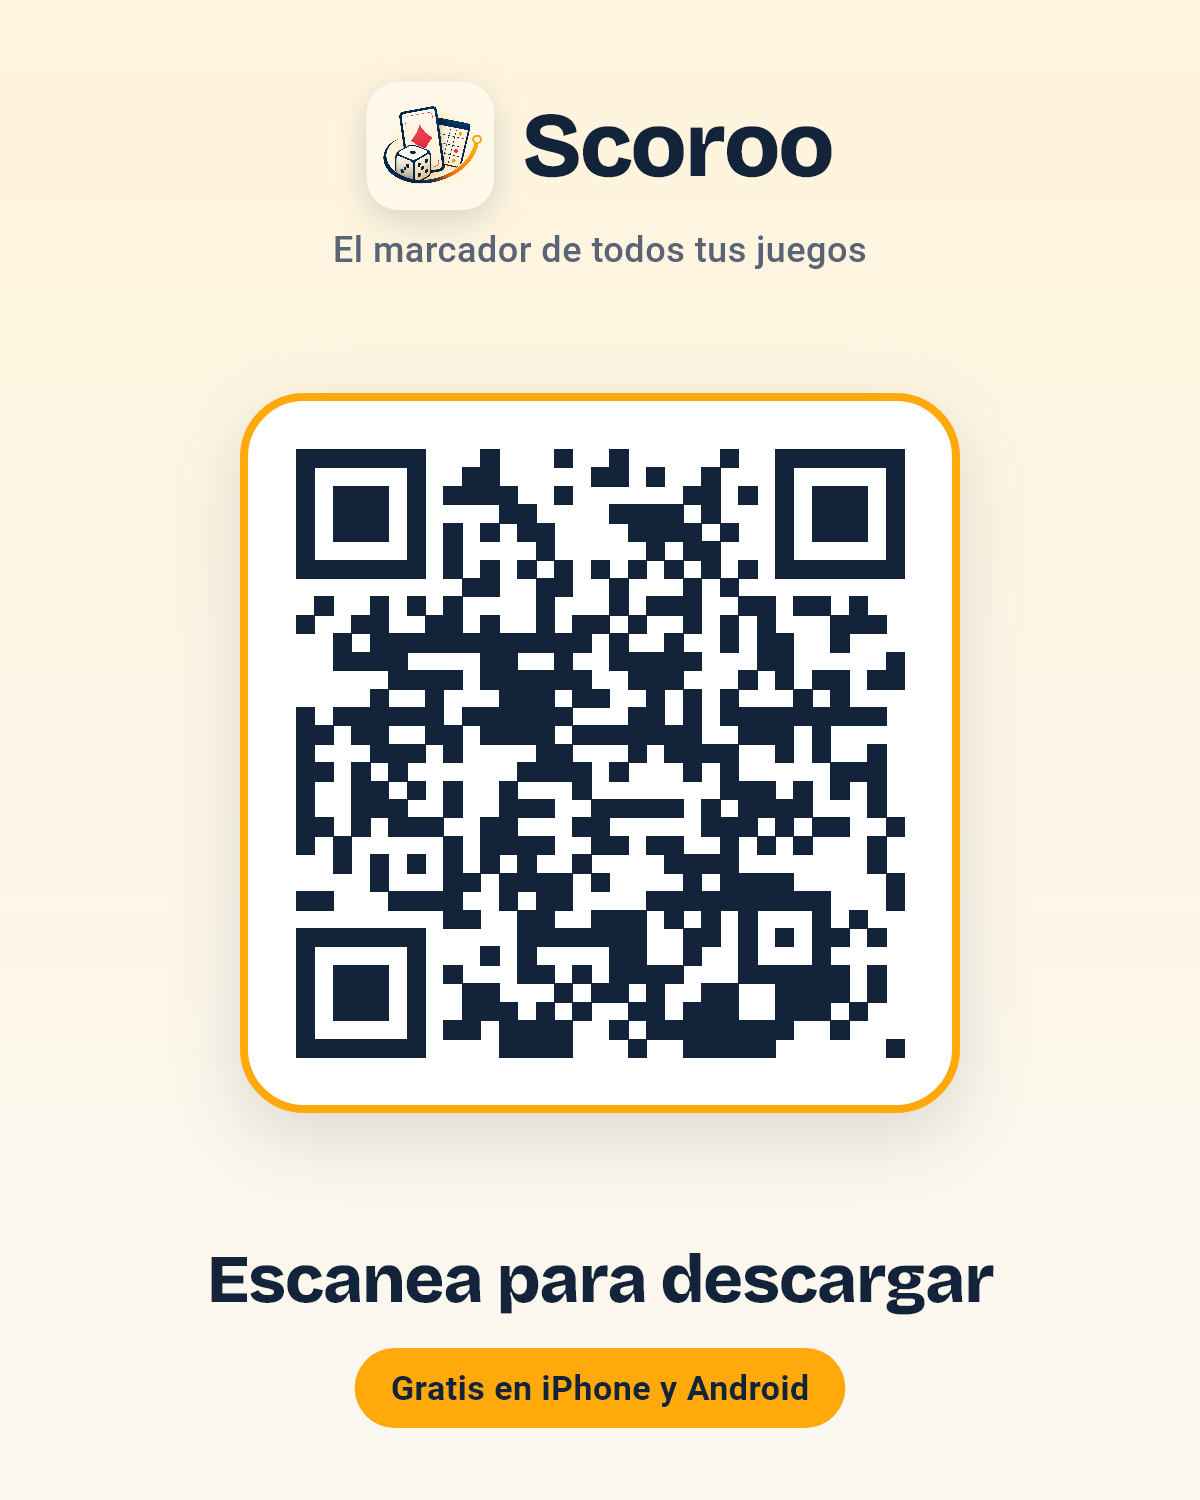 Scoroo
El marcador de todos tus juegos
Escanea para descargar
Gratis en iPhone y Android